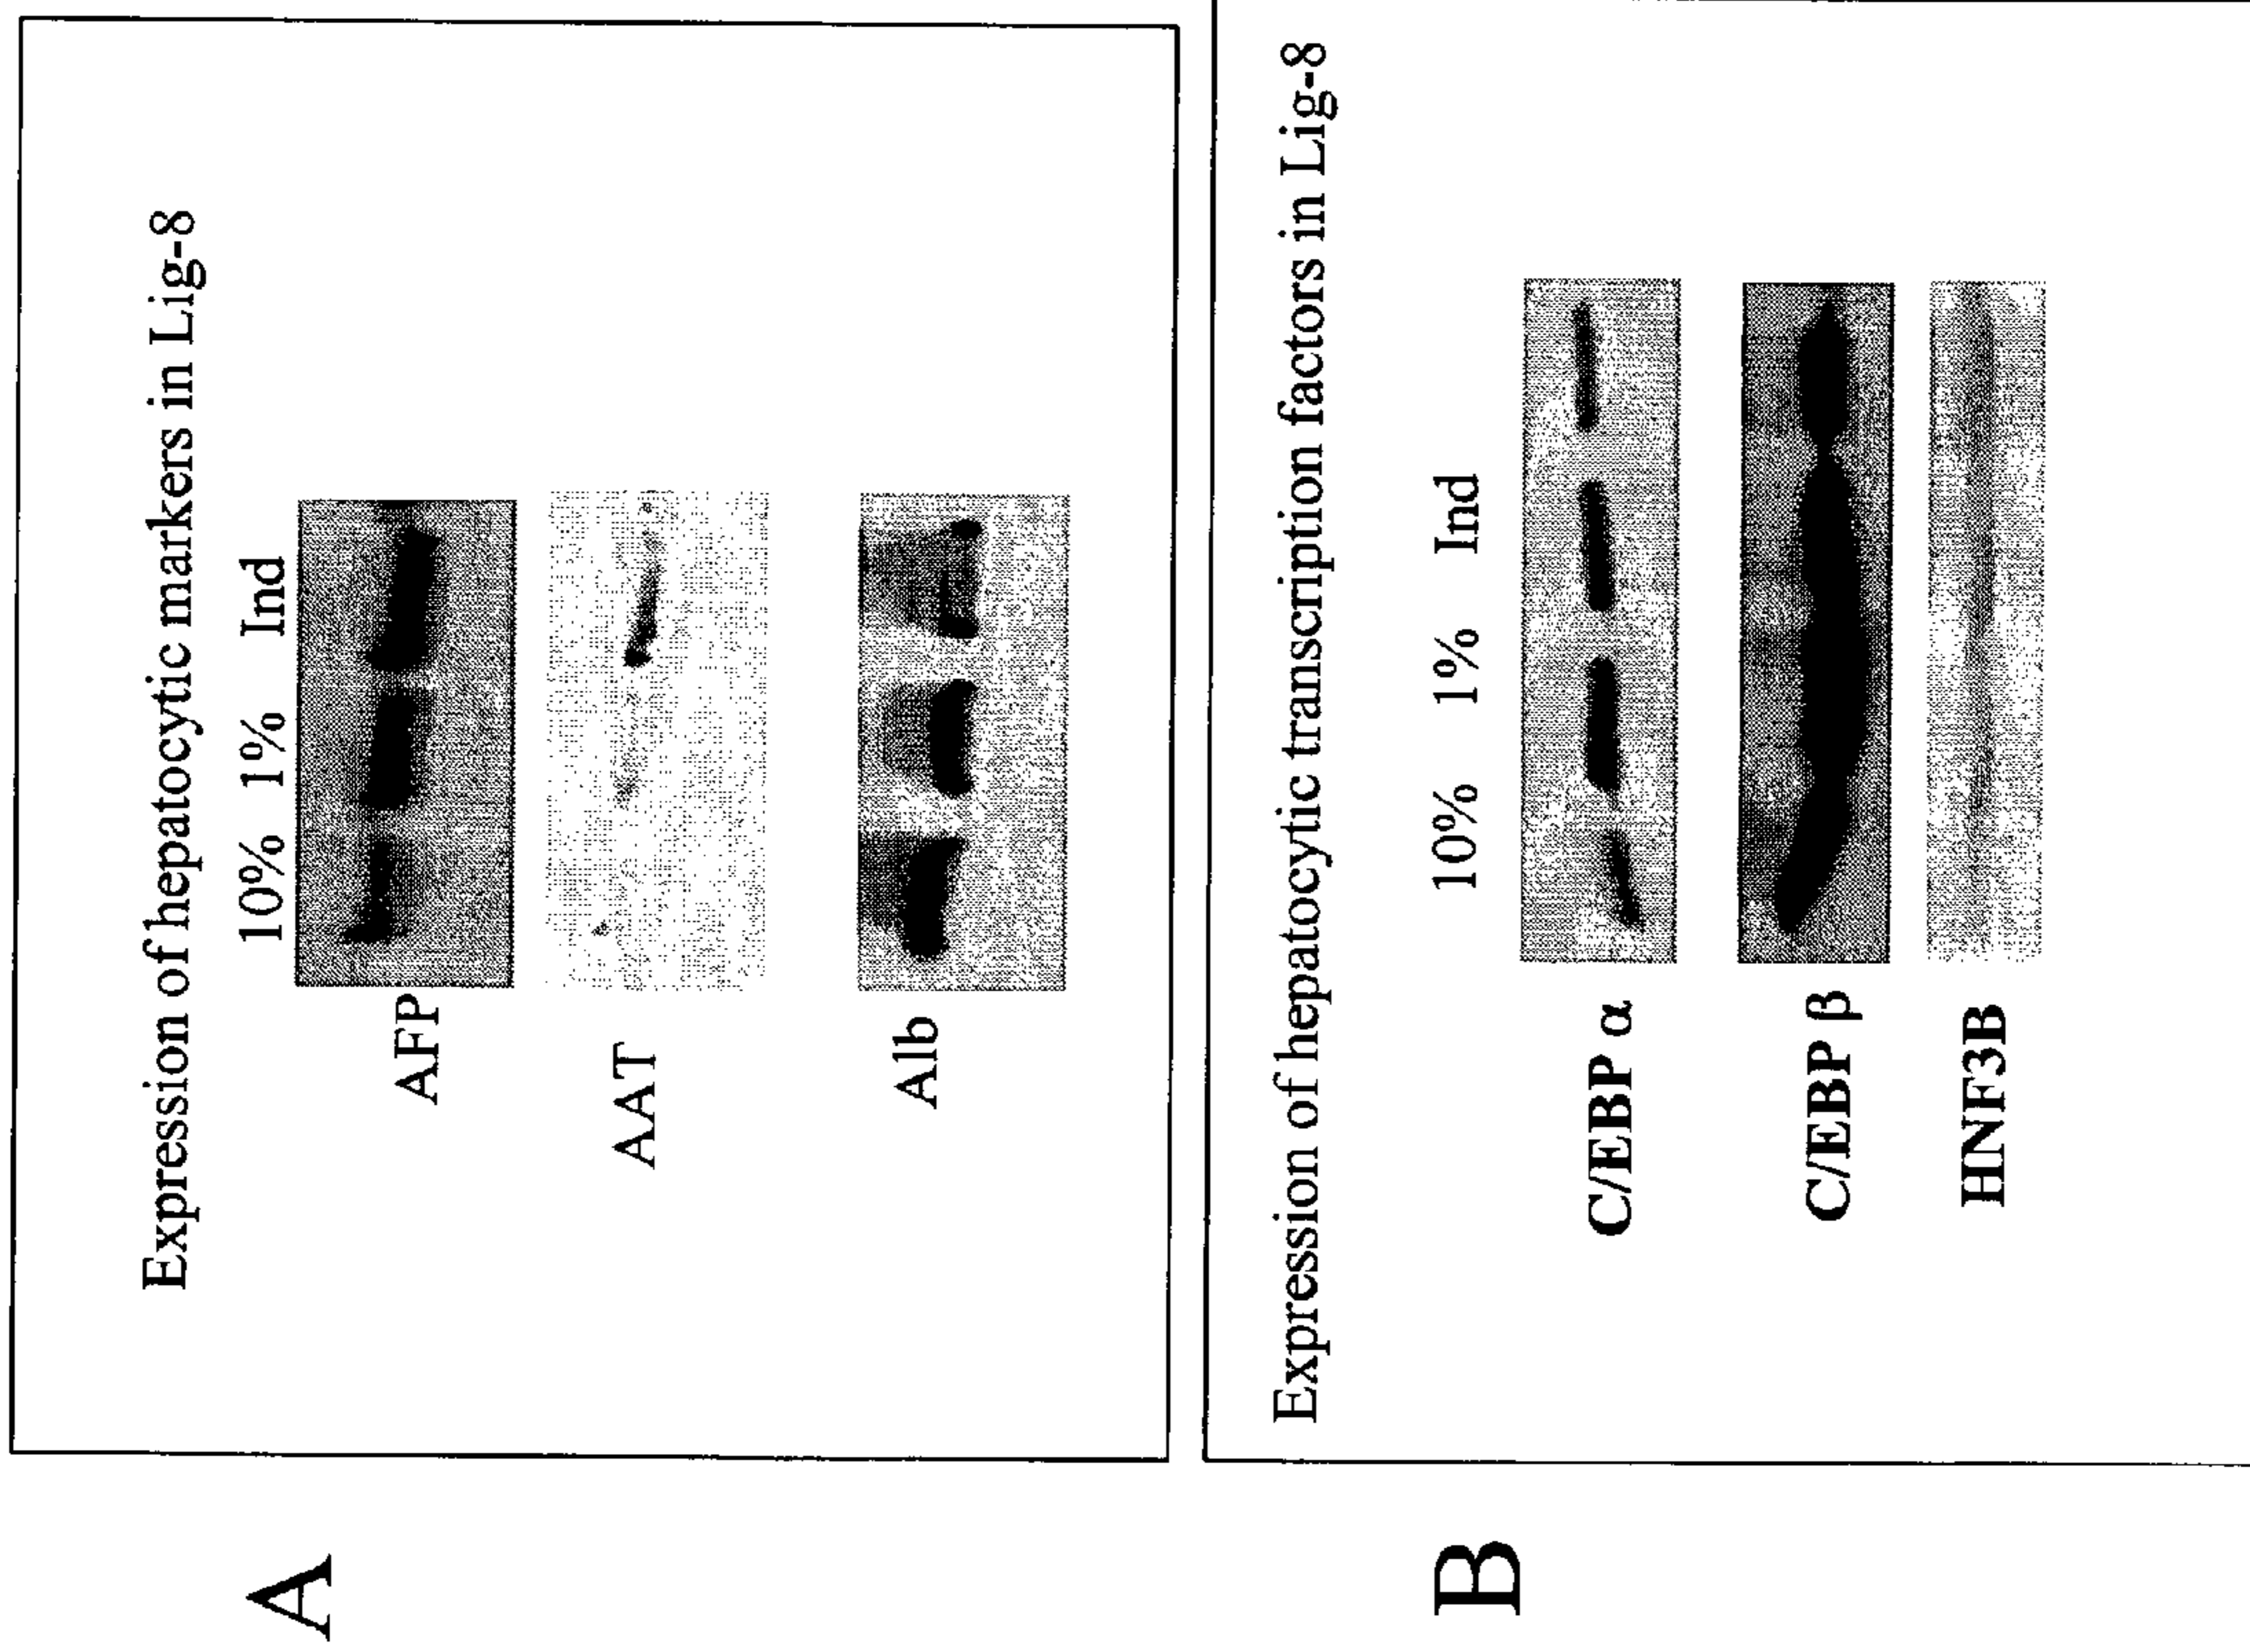 A
Expression of hepatocytic markers in Lig-8
10% 1% Ind
AFP
AAT
Alb
B
Expression of hepatocytic transcription factors in Lig-8
10% 1% Ind
C/EBP α
C/EBP β
HNF3B